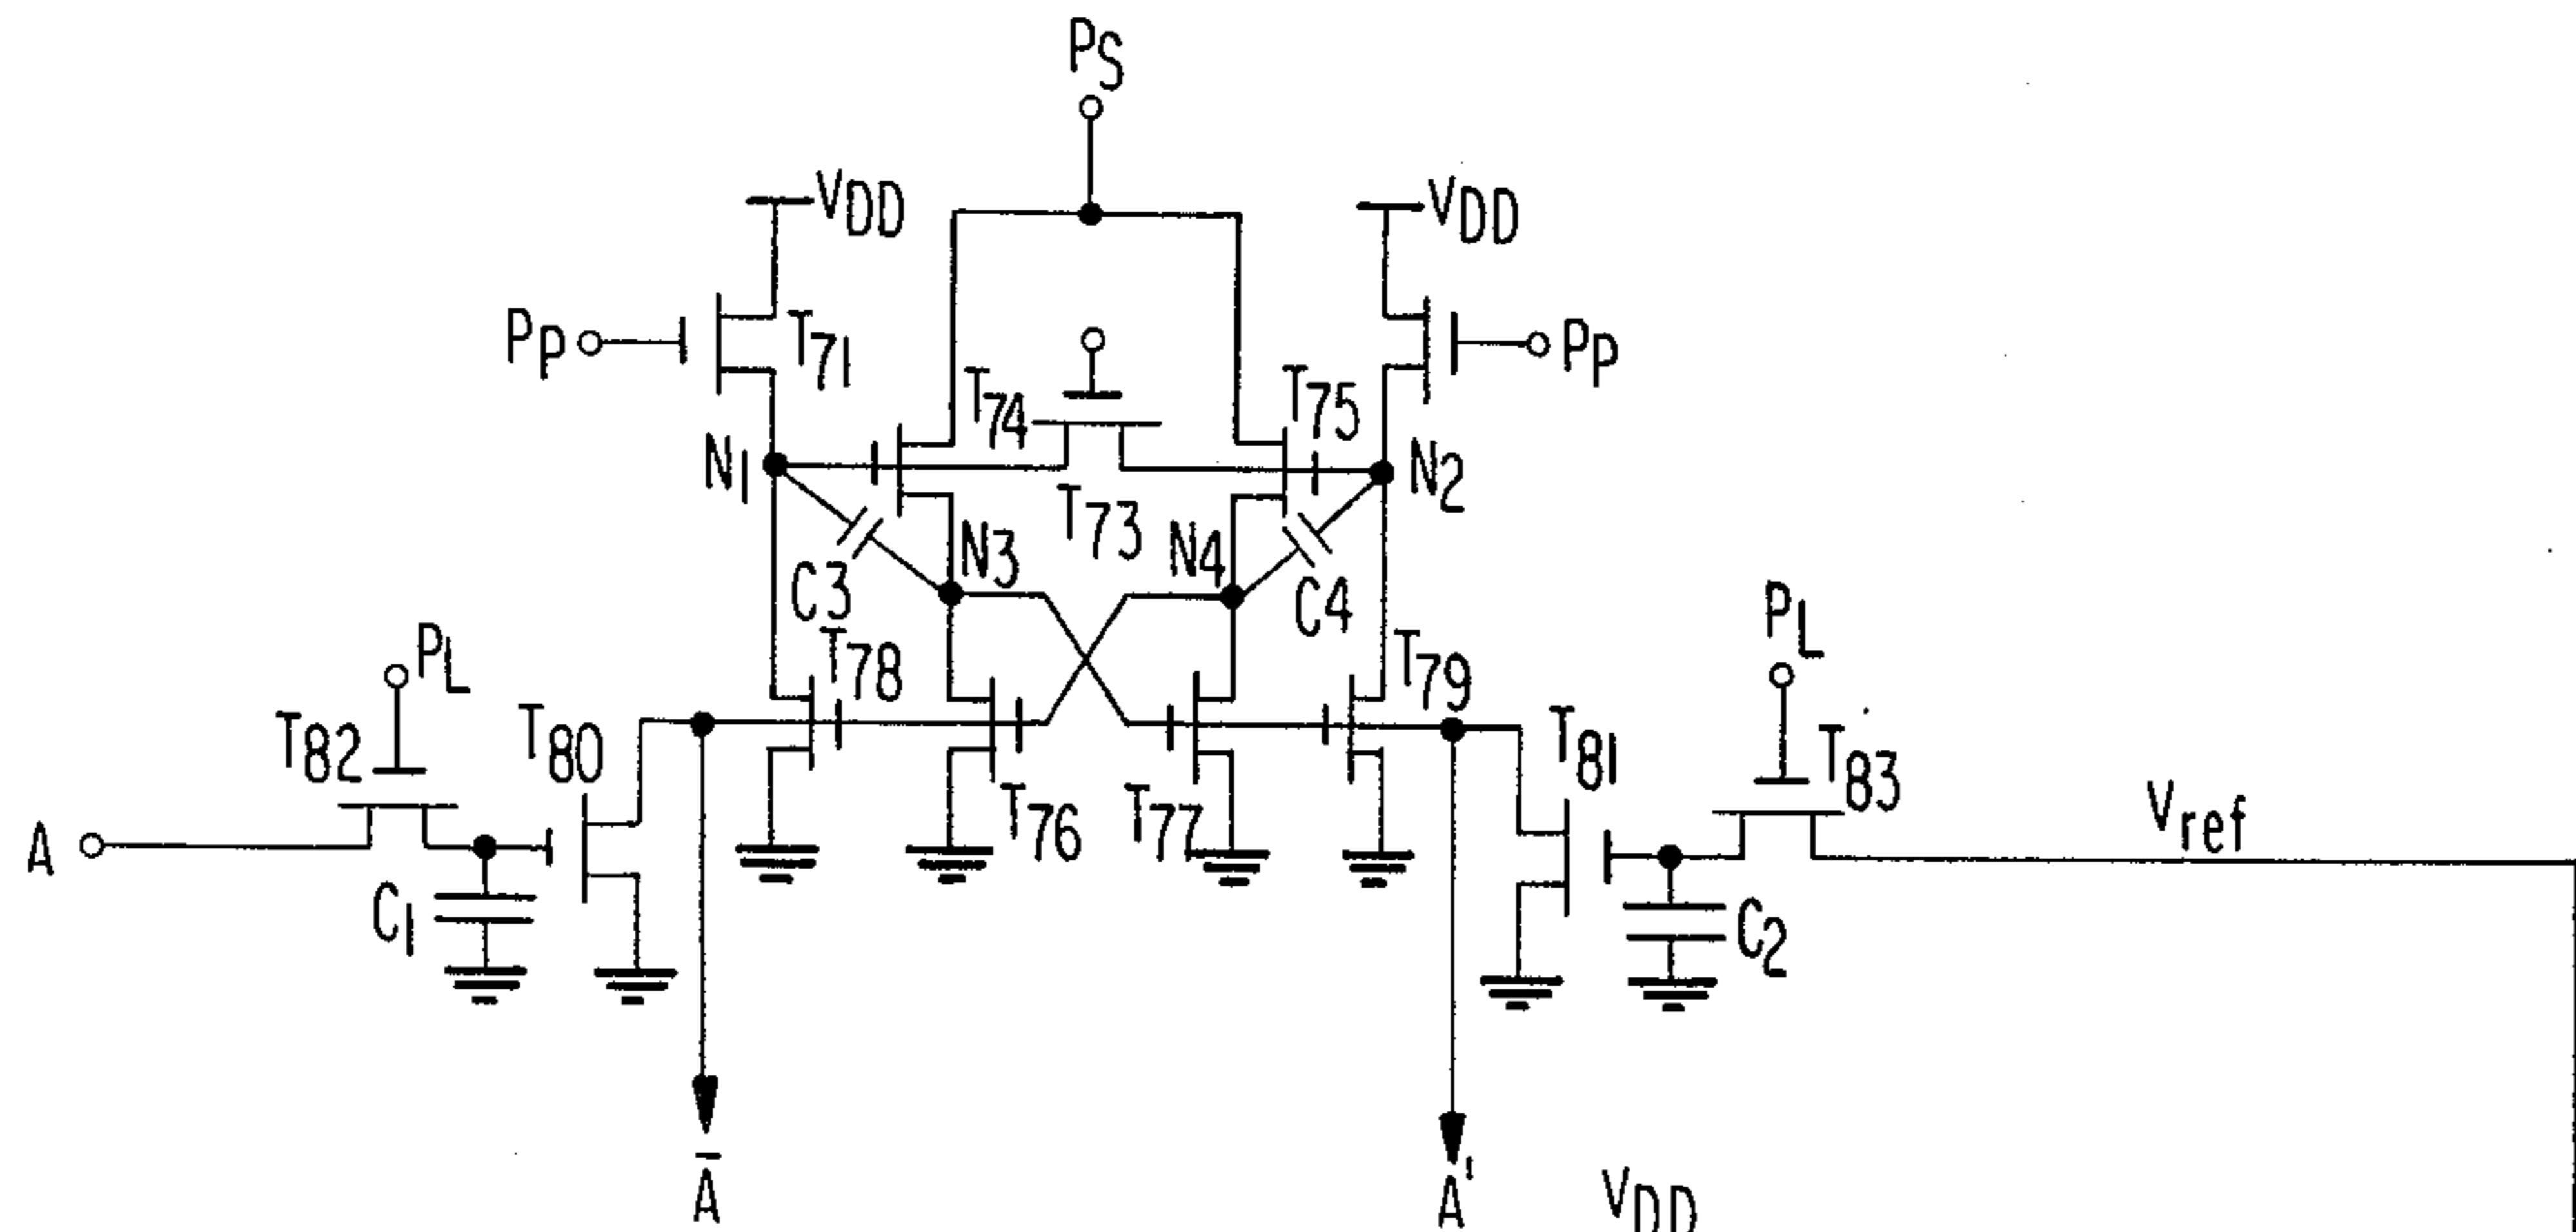 PS
VDD
VDD
PP
T71
PP
T74
T75
N1
T73
N2
N3
N4
C3
C4
PL
T78
T79
PL
T82
T80
T81
T83
T76
T77
Vref
C1
C2
Ā
A
A'
VDD